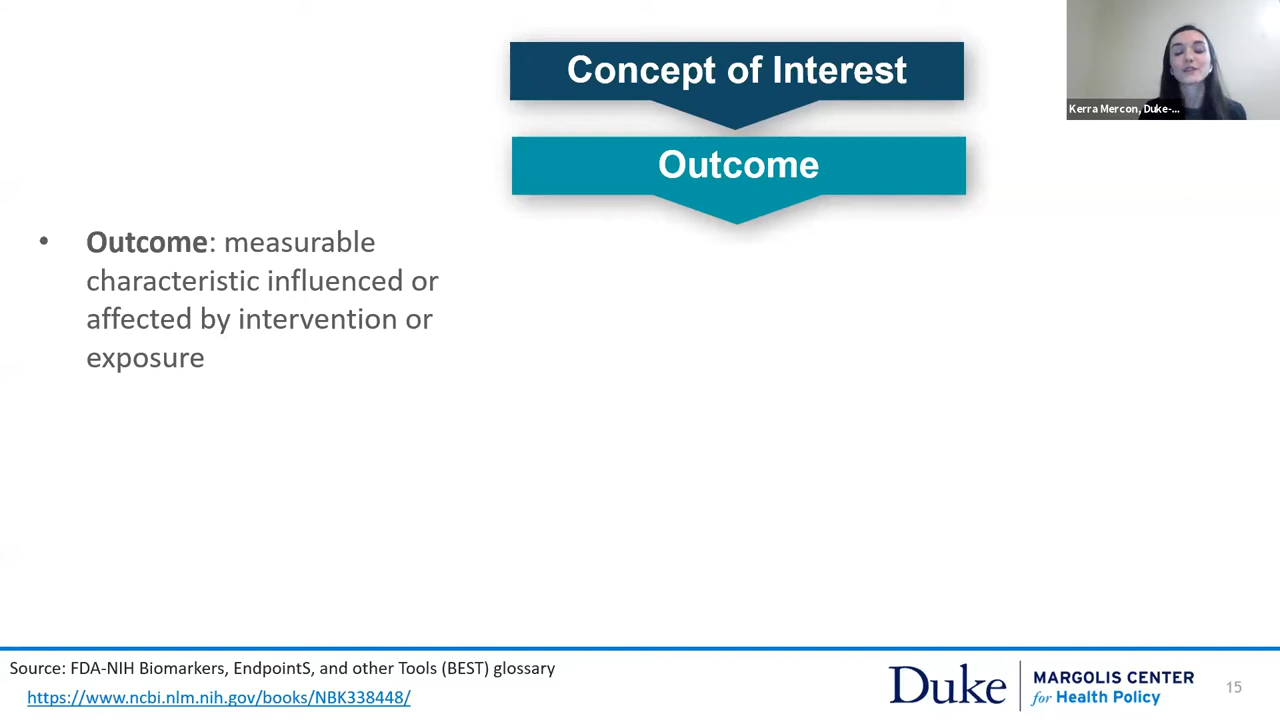 Concept of Interest
Kerra Mercon, Duke-...
Outcome
• Outcome: measurable
characteristic influenced or
affected by intervention or
exposure
Source: FDA-NIH Biomarkers, EndpointS, and other Tools (BEST) glossary
https://www.ncbi.nlm.nih.gov/books/NBK338448/
Duke
MARGOLIS CENTER
for Health Policy
15